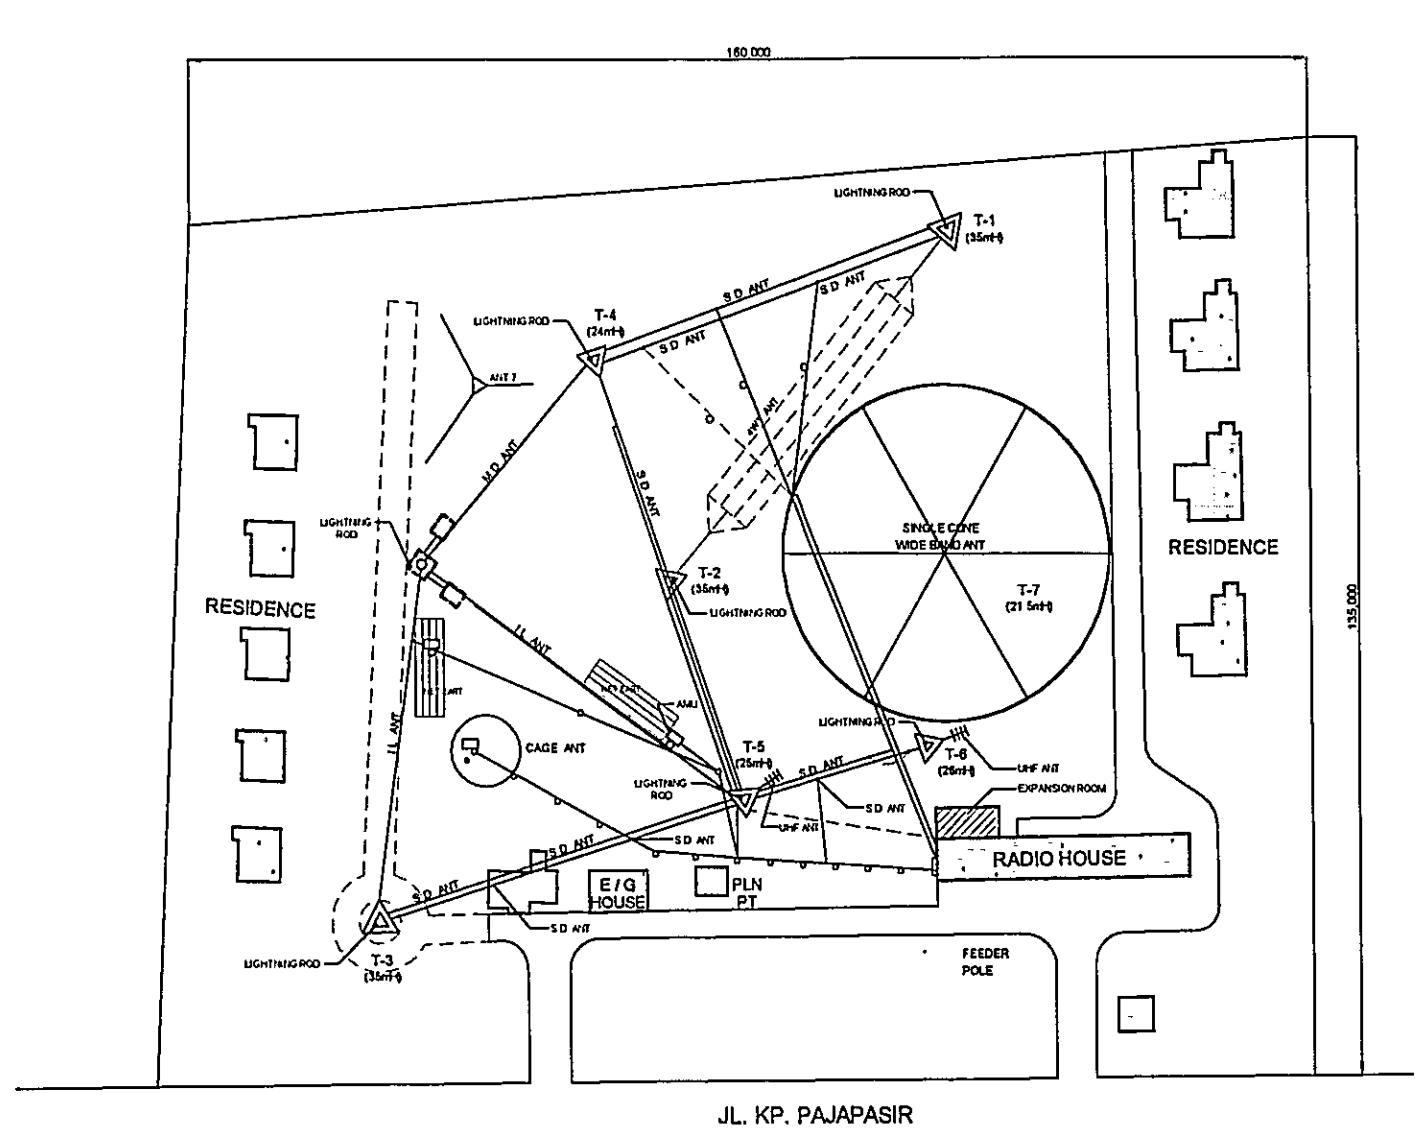 160,000
LIGHTNING ROD
T-1
(35mH)
S D ANT
S D ANT
T-4
(24mH)
LIGHTNING ROD
S D ANT
ANT 7
4WY ANT
M D ANT
S D ANT
LIGHTNING
ROD
SINGLE CONE
WIDE BAND ANT
RESIDENCE
T-2
(35mH)
T-7
(21 5mH)
LIGHTNING ROD
RESIDENCE
135,000
I L ANT
AMU
I L ANT
CAGE ANT
LIGHTNING ROD
T-5
(25mH)
T-6
(26mH)
S D ANT
UHF ANT
LIGHTNING
ROD
EXPANSION ROOM
S D ANT
UHF ANT
S D ANT
S D ANT
RADIO HOUSE
S D ANT
E / G
HOUSE
PLN
PT
S D ANT
LIGHTNING ROD
T-3
(35mH)
FEEDER
POLE
JL. KP. PAJAPASIR